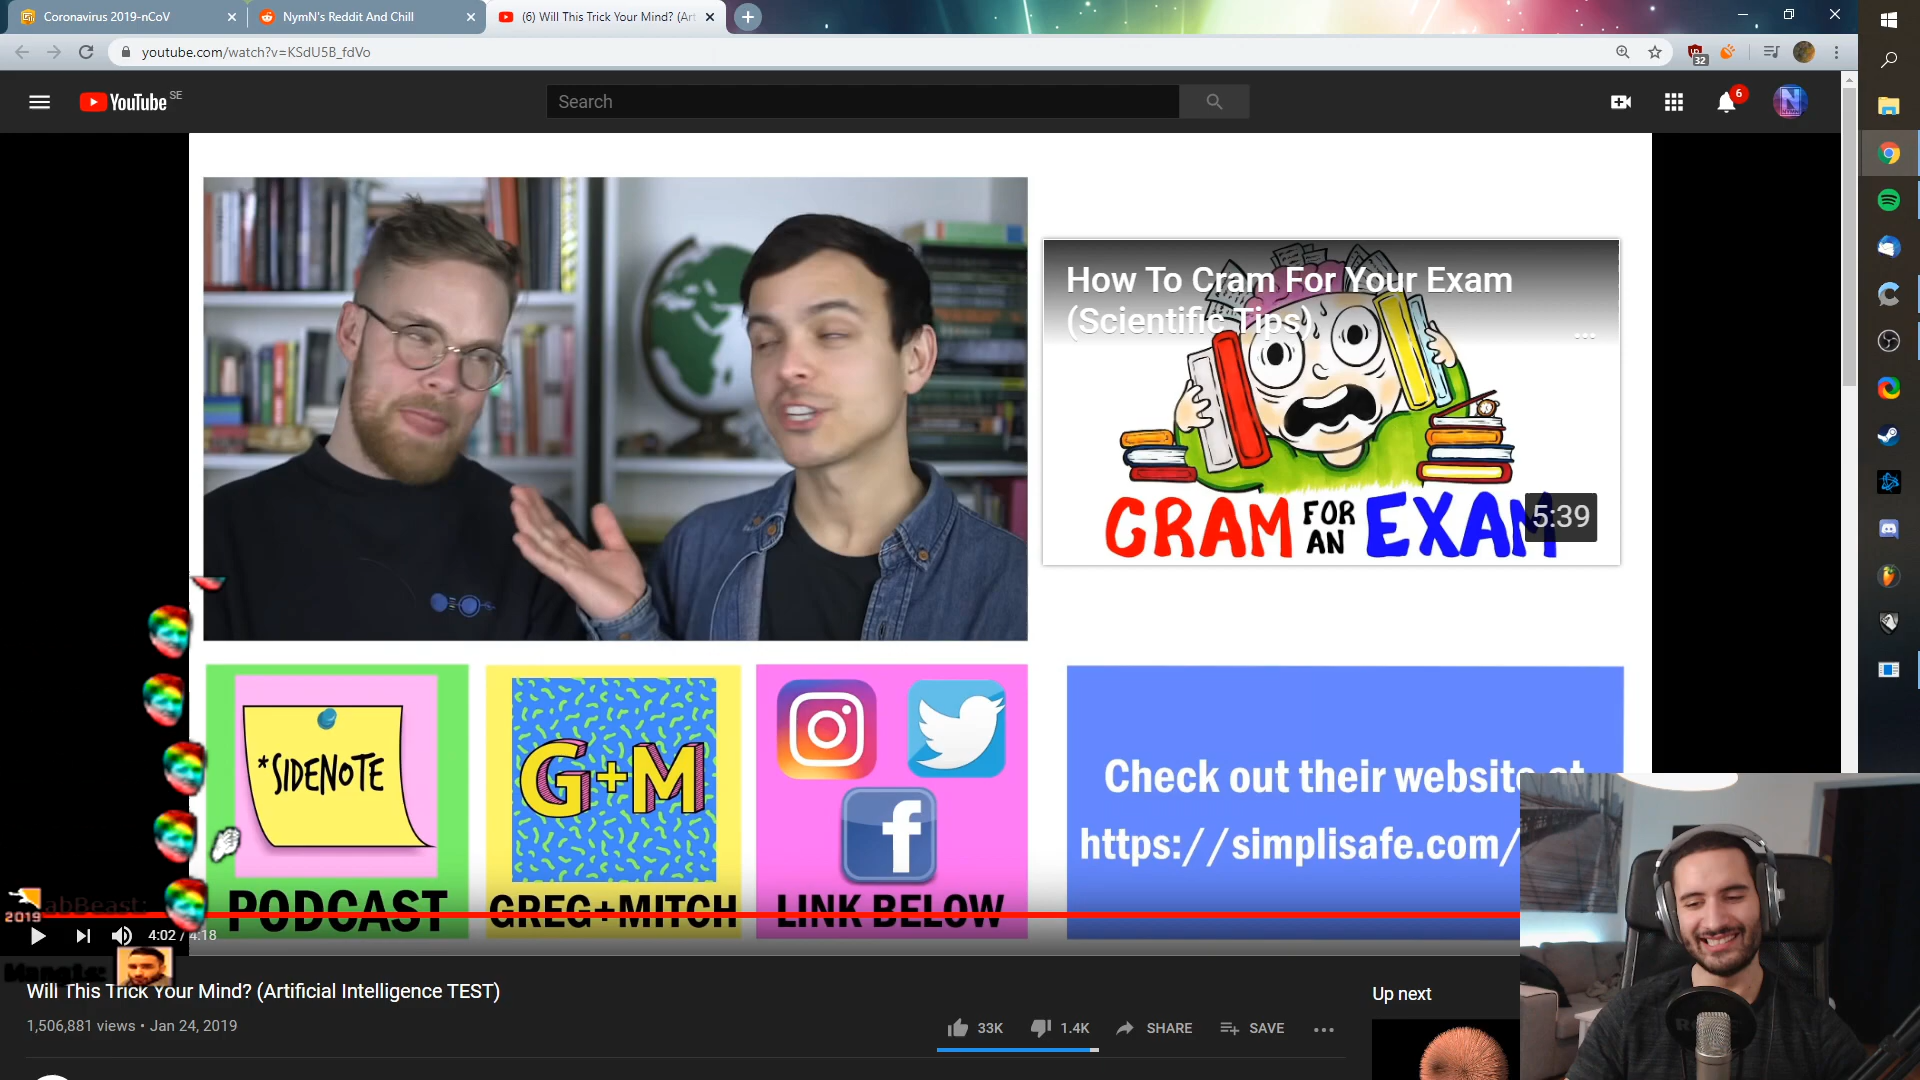 Coronavirus 2019-nCoV
NymN's Reddit And Chill
(6) Will This Trick Your Mind? (Art
youtube.com/watch?v=KSdU5B_fdVo
32
YouTube SE
Search
6
How To Cram For Your Exam
(Scientific Tips)
CRAM FOR AN EXAM
5:39
*SIDENOTE
PODCAST
G+M
GREG+MITCH
LINK BELOW
Check out their website at
https://simplisafe.com/
2019
4:02 / 4:18
Will This Trick Your Mind? (Artificial Intelligence TEST)
1,506,881 views • Jan 24, 2019
33K
1.4K
SHARE
SAVE
Up next